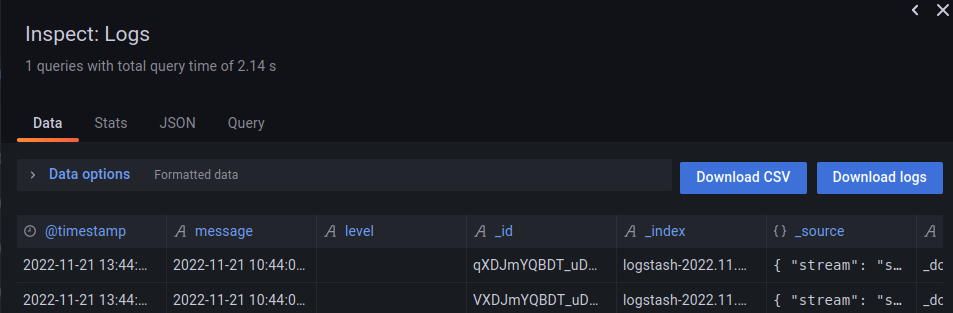 Inspect: Logs
1 queries with total query time of 2.14 s
Data Stats JSON Query
Data options Formatted data Download CSV Download logs
@timestamp message level _id _index {} _source
2022-11-21 13:44:... 2022-11-21 10:44:0... qXDJmYQBDT_uD... logstash-2022.11.... { "stream": "s... _dc
2022-11-21 13:44:... 2022-11-21 10:44:0... VXDJmYQBDT_uD... logstash-2022.11.... { "stream": "s... _dc